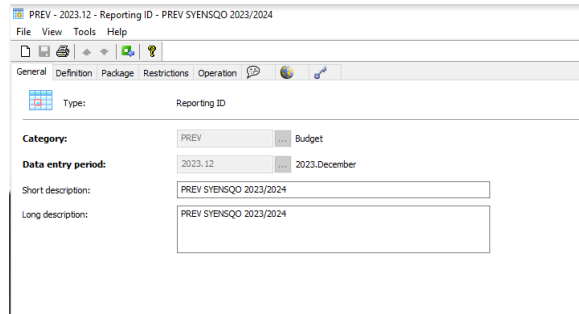 PREV - 2023.12 - Reporting ID - PREV SYENSQO 2023/2024
File View Tools Help
General Definition Package Restrictions Operation
Type: Reporting ID
Category: PREV ... Budget
Data entry period: 2023.12 ... 2023.December
Short description: PREV SYENSQO 2023/2024
Long description: PREV SYENSQO 2023/2024